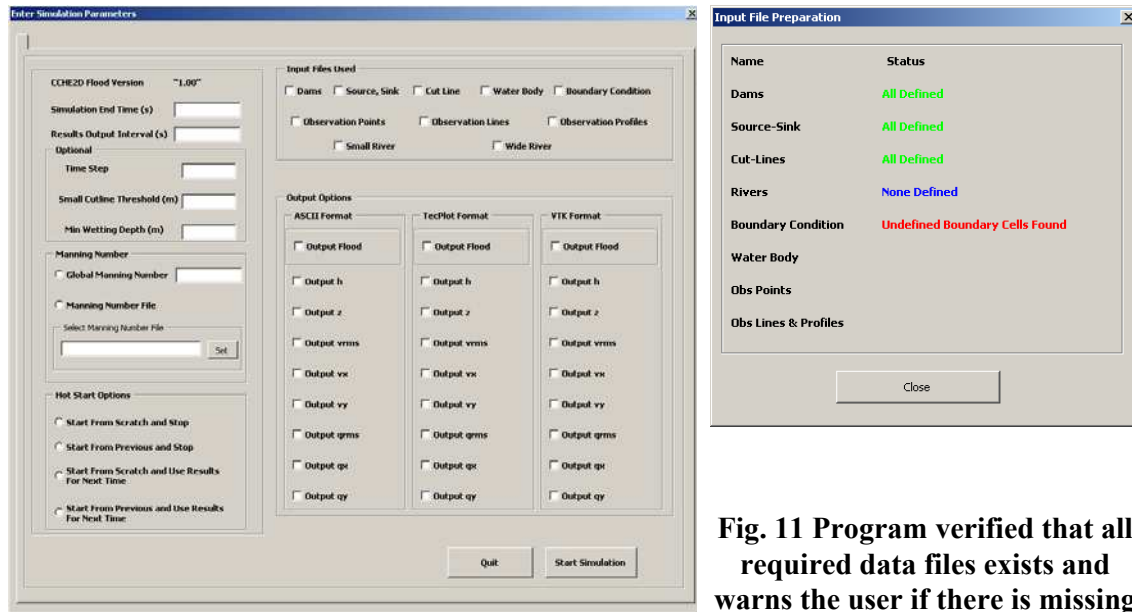 Enter Simulation Parameters
CCHE2D Flood Version "1.00"
Simulation End Time (s)
Results Output Interval (s)
Optional
Time Step
Small Cutline Threshold (m)
Min Wetting Depth (m)
Manning Number
Global Manning Number
Manning Number File
Select Manning Number File
Set
Hot Start Options
Start From Scratch and Stop
Start From Previous and Stop
Start From Scratch and Use Results
For Next Time
Start From Previous and Use Results
For Next Time
Input Files Used
Dams Source, Sink Cut Line Water Body Boundary Condition
Observation Points Observation Lines Observation Profiles
Small River Wide River
Output Options
ASCII Format
Output Flood
Output h
Output z
Output vrms
Output vx
Output vy
Output qrms
Output qx
Output qy
TecPlot Format
Output Flood
Output h
Output z
Output vrms
Output vx
Output vy
Output qrms
Output qx
Output qy
VTK Format
Output Flood
Output h
Output z
Output vrms
Output vx
Output vy
Output qrms
Output qx
Output qy
Quit Start Simulation
Input File Preparation
Name Status
Dams All Defined
Source-Sink All Defined
Cut-Lines All Defined
Rivers None Defined
Boundary Condition Undefined Boundary Cells Found
Water Body
Obs Points
Obs Lines & Profiles
Close
Fig. 11 Program verified that all
required data files exists and
warns the user if there is missing